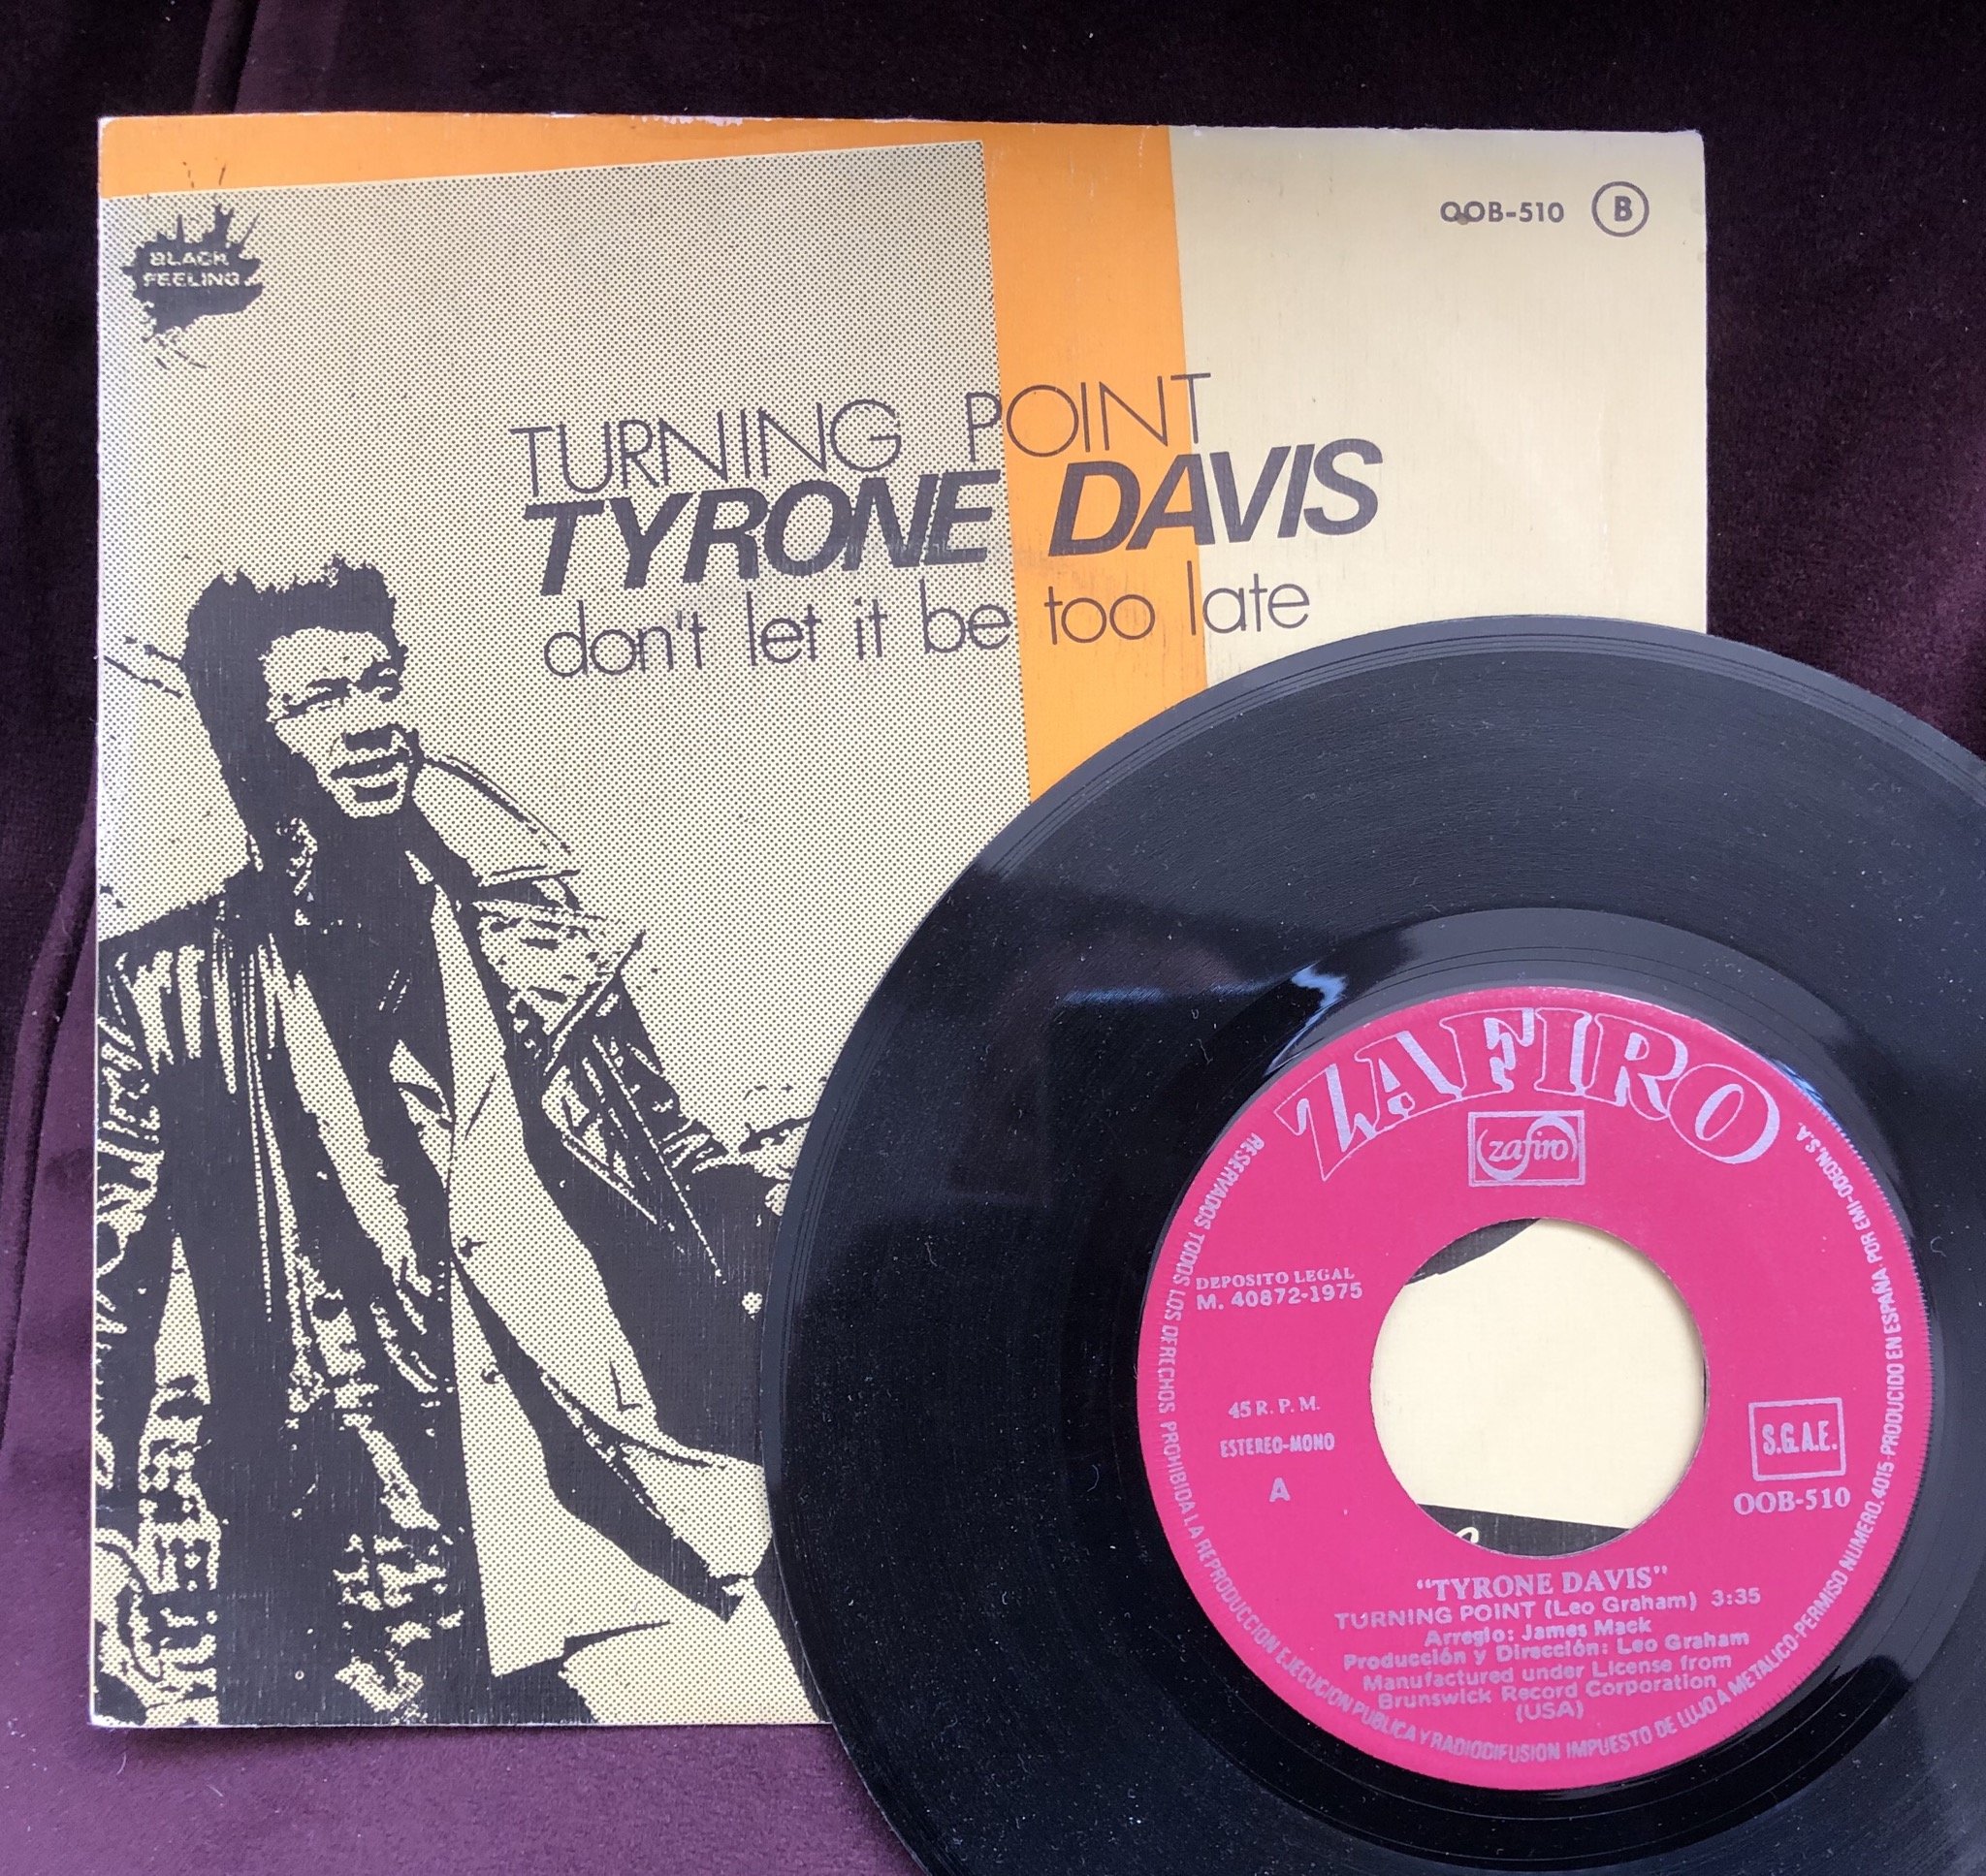 BLACK
FEELING
OOB-510 B
TURNING POINT
TYRONE DAVIS
don't let it be too late
ZAFIRO
zafiro
DEPOSITO LEGAL
M. 40872-1975
45 R. P. M.
ESTEREO-MONO
A
S.G.A.E.
OOB-510
"TYRONE DAVIS"
TURNING POINT (Leo Graham) 3:35
Arreglo: James Mack
Producción y Dirección: Leo Graham
Manufactured under License from
Brunswick Record Corporation
(USA)
RESERVADOS TODOS LOS DERECHOS PROHIBIDA LA REPRODUCCION, EJECUCION PUBLICA Y RADIODIFUSION IMPUESTO DE LUJO A METALICO-PERMISO NUMERO. 4015-PRODUCIDO EN ESPAÑA. POR EMI-ODEON, S.A.